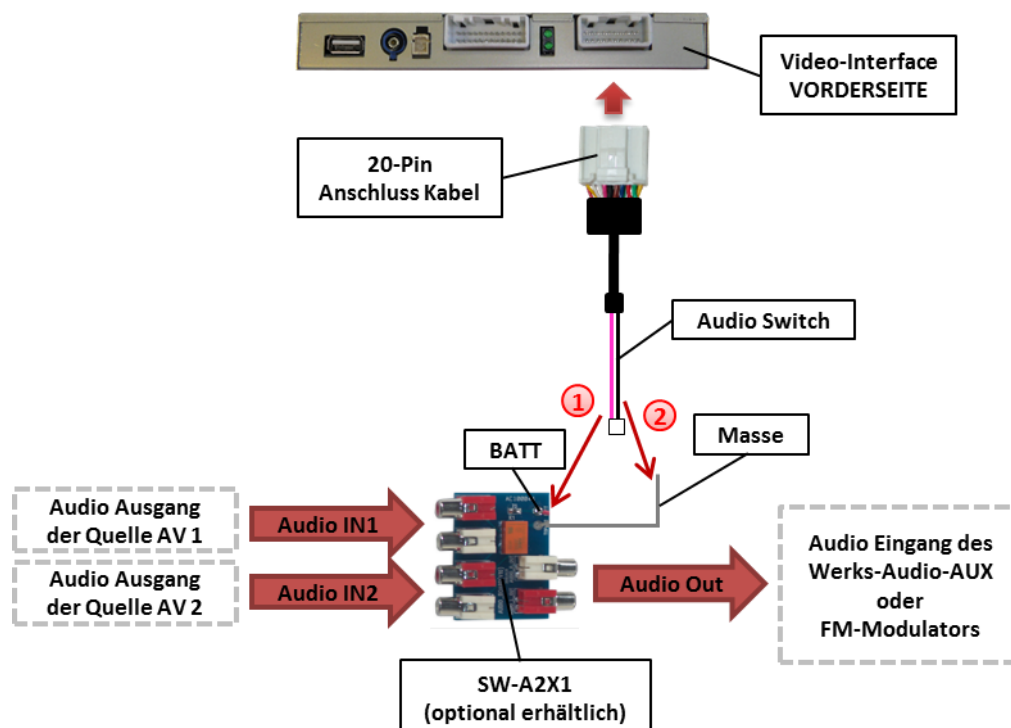 Video-Interface
VORDERSEITE
20-Pin
Anschluss Kabel
Audio Switch
1
2
Masse
BATT
Audio Ausgang
der Quelle AV 1
Audio IN1
Audio Ausgang
der Quelle AV 2
Audio IN2
Audio Out
Audio Eingang des
Werks-Audio-AUX
oder
FM-Modulators
SW-A2X1
(optional erhältlich)